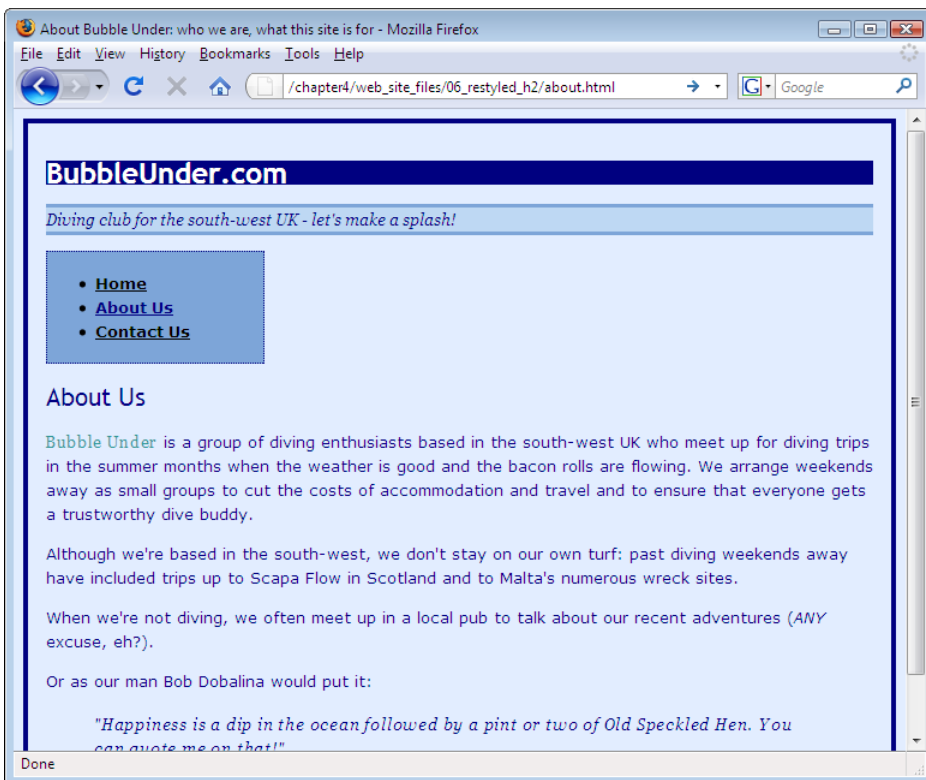 About Bubble Under: who we are, what this site is for - Mozilla Firefox
File Edit View History Bookmarks Tools Help
/chapter4/web_site_files/06_restyled_h2/about.html
G Google
BubbleUnder.com
Diving club for the south-west UK - let's make a splash!
Home
About Us
Contact Us
About Us
Bubble Under is a group of diving enthusiasts based in the south-west UK who meet up for diving trips
in the summer months when the weather is good and the bacon rolls are flowing. We arrange weekends
away as small groups to cut the costs of accommodation and travel and to ensure that everyone gets
a trustworthy dive buddy.
Although we're based in the south-west, we don't stay on our own turf: past diving weekends away
have included trips up to Scapa Flow in Scotland and to Malta's numerous wreck sites.
When we're not diving, we often meet up in a local pub to talk about our recent adventures (ANY
excuse, eh?).
Or as our man Bob Dobalina would put it:
"Happiness is a dip in the ocean followed by a pint or two of Old Speckled Hen. You
can quote me on that!"
Done